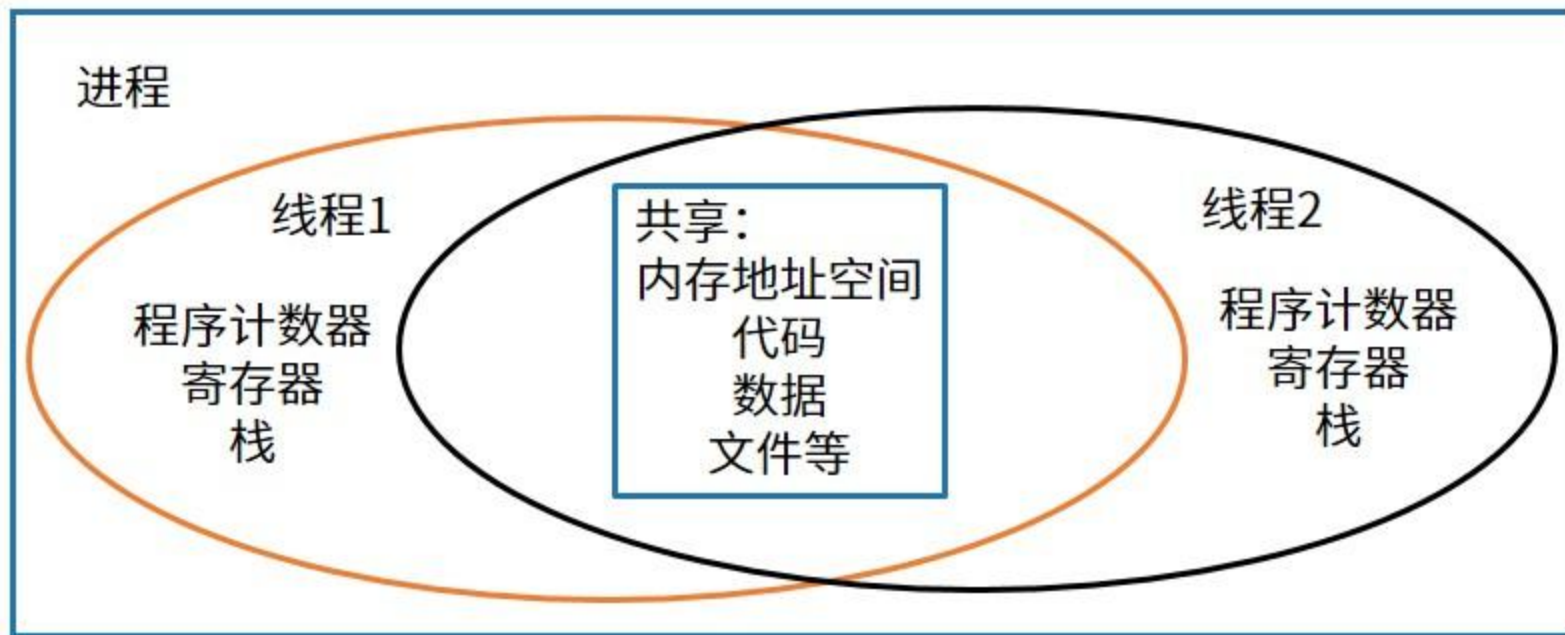 进程
线程1
程序计数器
寄存器
栈
共享：
内存地址空间
代码
数据
文件等
线程2
程序计数器
寄存器
栈